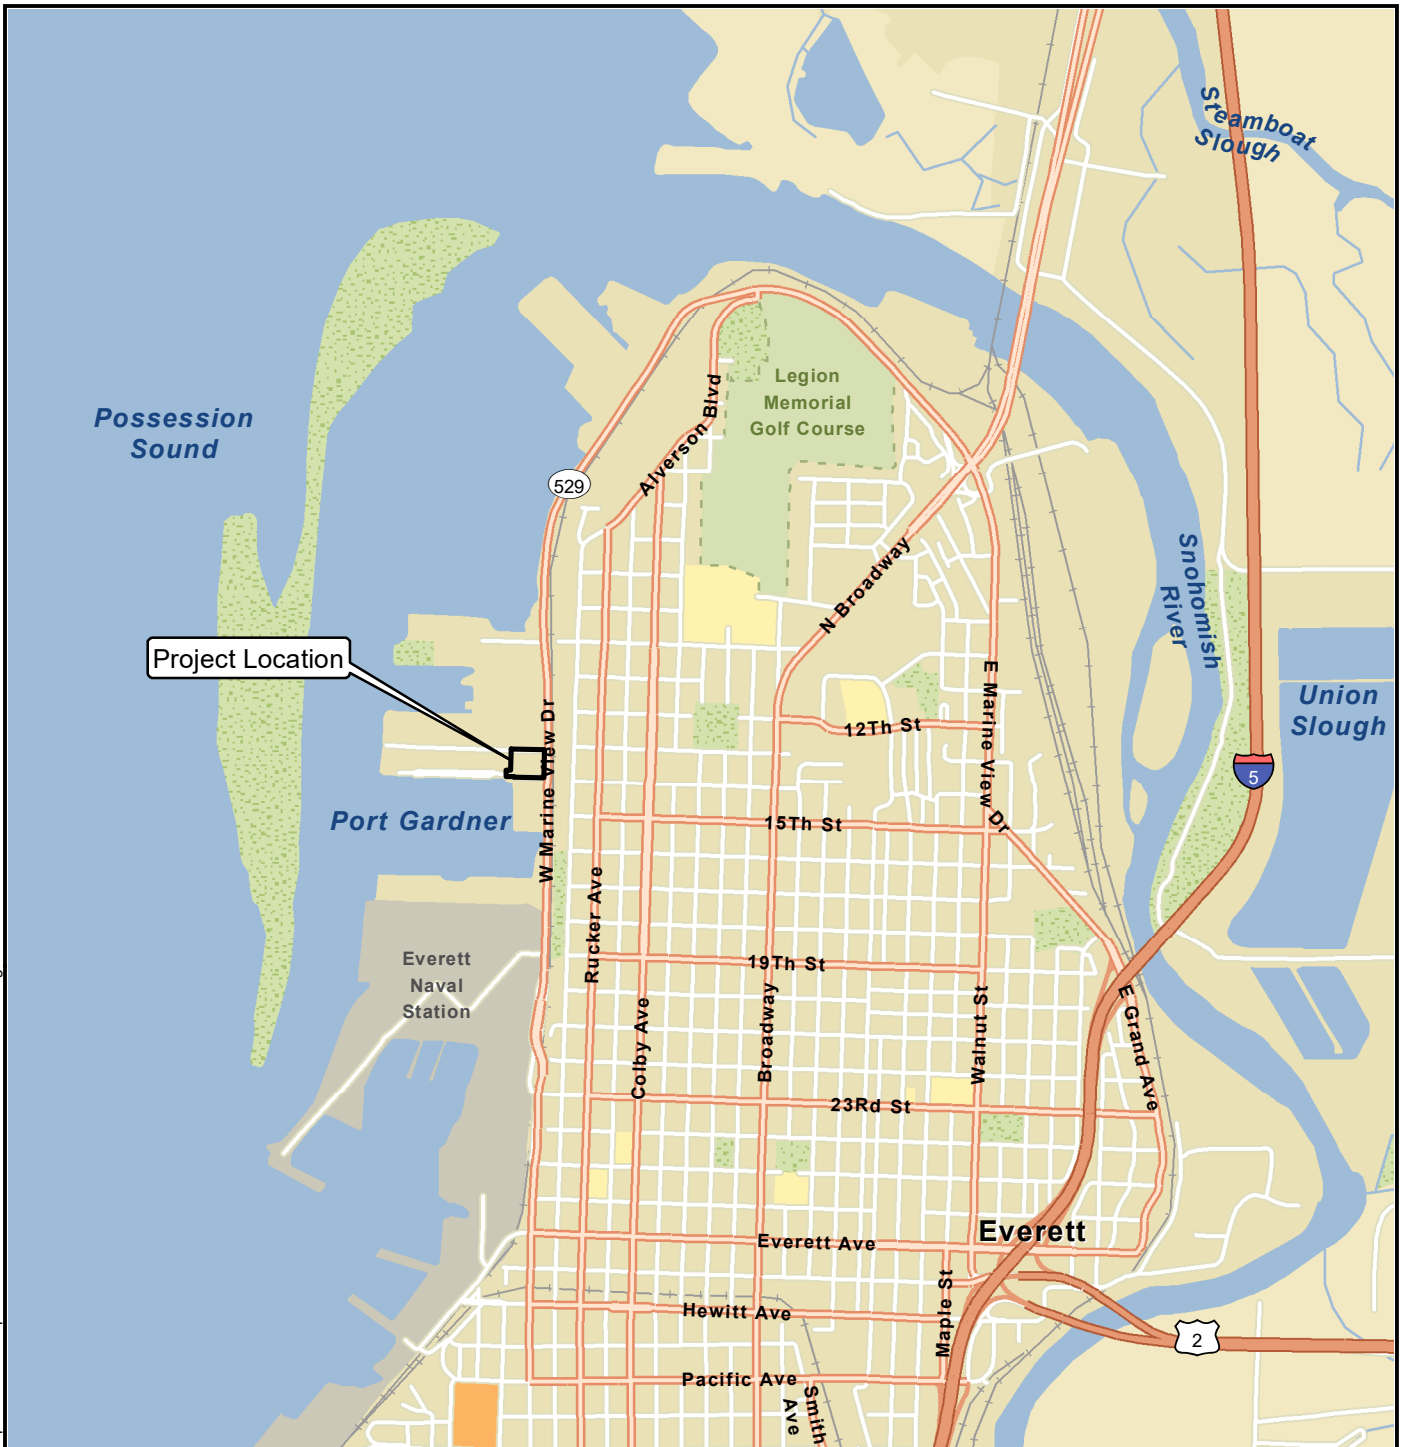 Steamboat
Slough
Possession
Sound
Legion
Memorial
Golf Course
Alverson Blvd
529
N Broadway
Snohomish
River
Project Location
E Marine View Dr
Union
Slough
W Marine View Dr
12Th St
5
Port Gardner
15Th St
Rucker Ave
Everett
Naval
Station
19Th St
Colby Ave
Broadway
Walnut St
E Grand Ave
23Rd St
Everett
Everett Ave
Maple St
Hewitt Ave
2
Pacific Ave
Smith
Ave